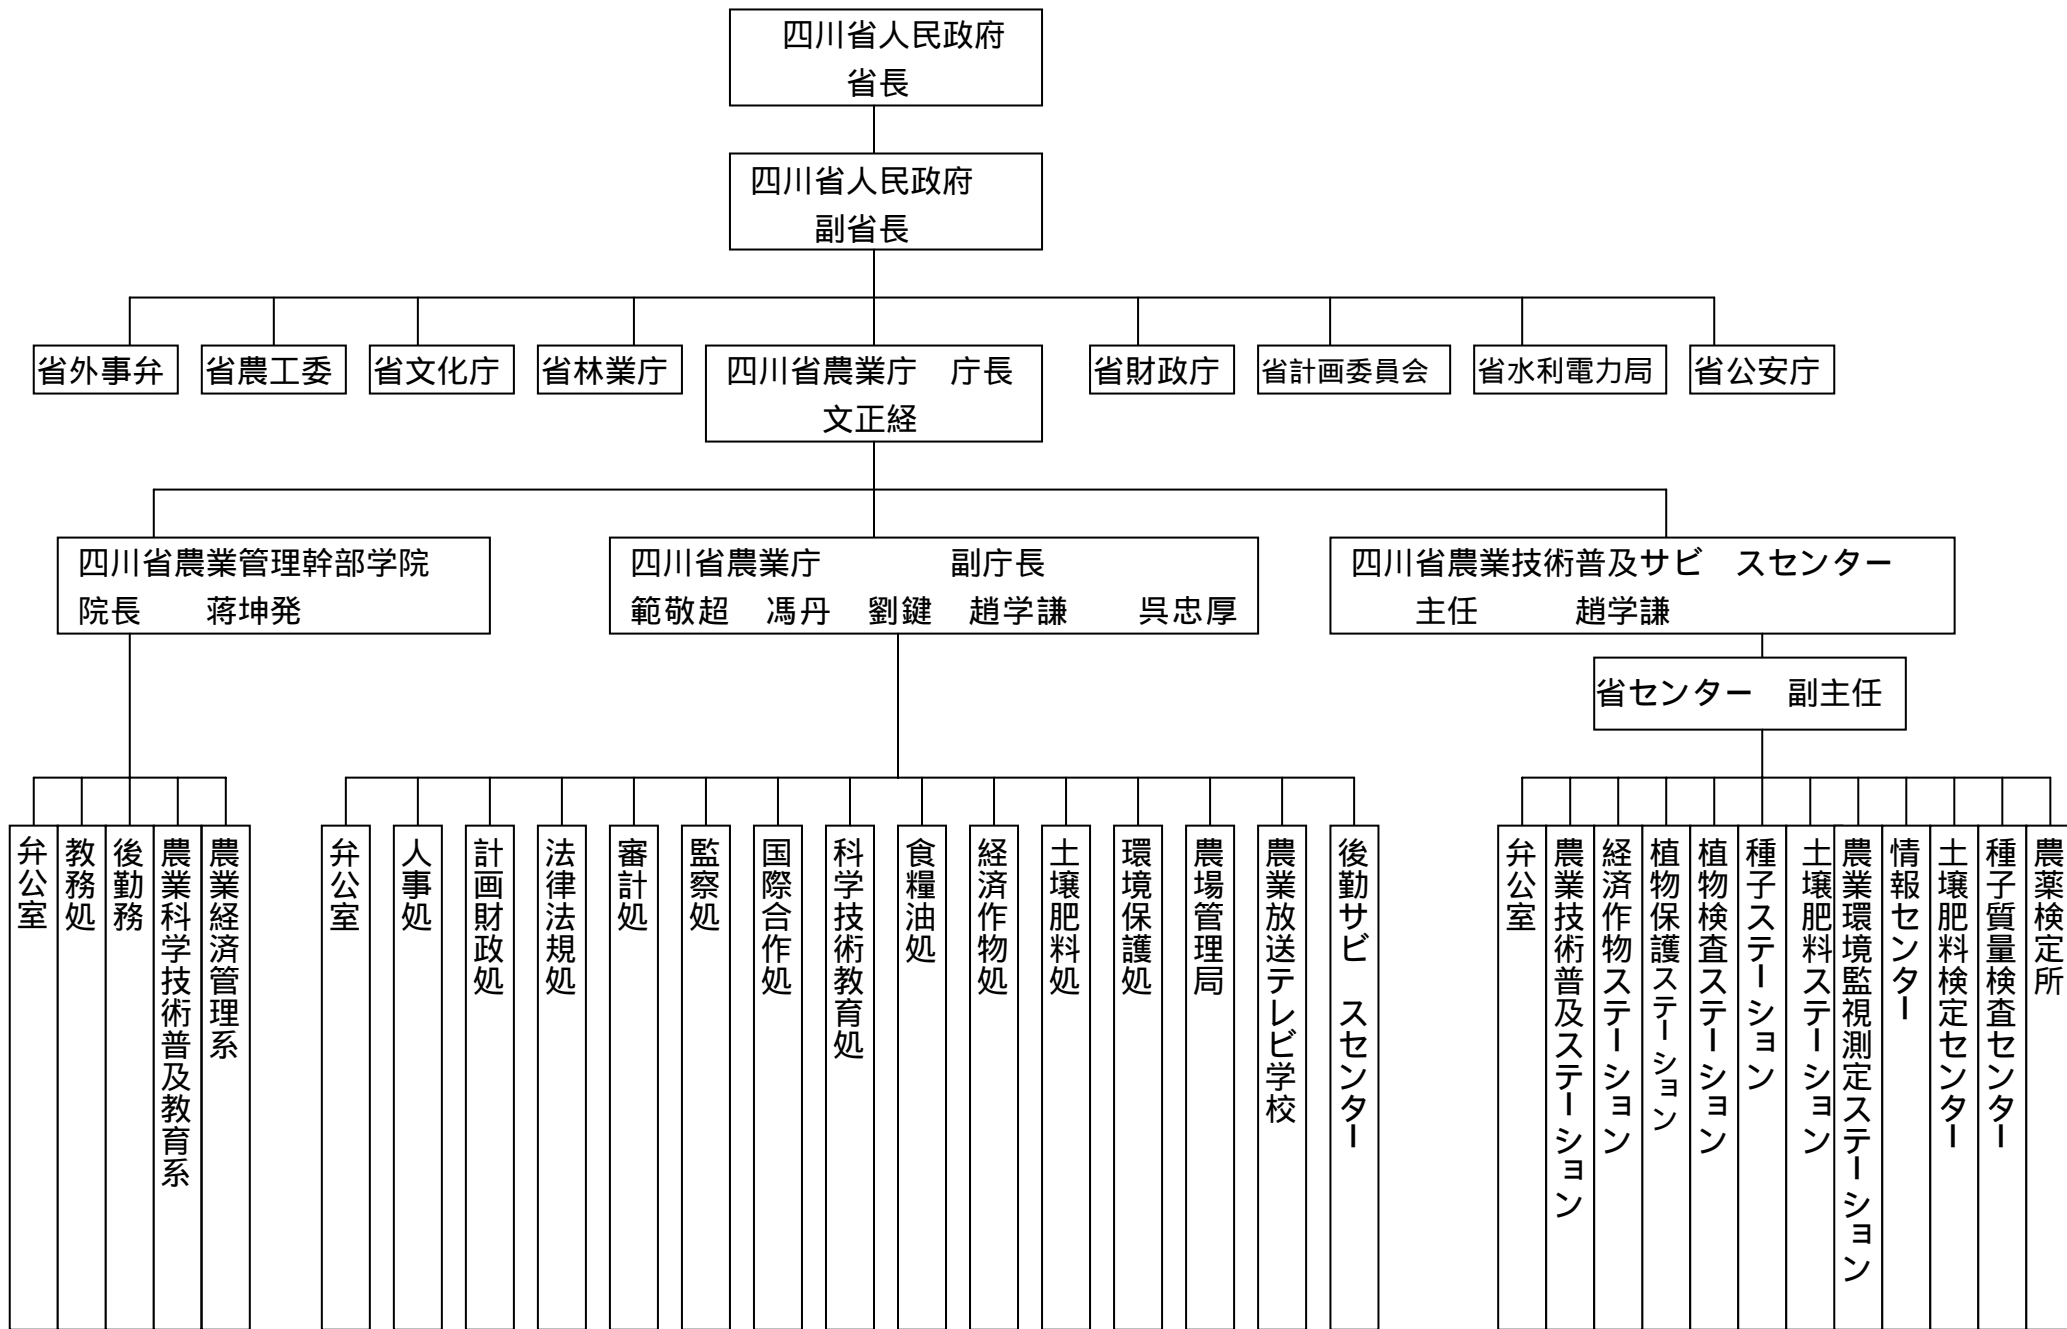 四川省人民政府
省長
四川省人民政府
副省長
省外事弁
省農工委
省文化庁
省林業庁
四川省農業庁　庁長
文正経
省財政庁
省計画委員会
省水利電力局
省公安庁
四川省農業管理幹部学院
院長　　蒋坤発
四川省農業庁　　　　副庁長
範敬超　馮丹　劉鍵　趙学謙　　呉忠厚
四川省農業技術普及サビ　スセンター
主任　　　趙学謙
省センター　副主任
弁公室
教務処
後勤務
農業科学技術普及教育系
農業経済管理系
弁公室
人事処
計画財政処
法律法規処
審計処
監察処
国際合作処
科学技術教育処
食糧油処
経済作物処
土壌肥料処
環境保護処
農場管理局
農業放送テレビ学校
後勤サビ　スセンター
弁公室
農業技術普及ステーション
経済作物ステーション
植物保護ステーション
植物検査ステーション
種子ステーション
土壌肥料ステーション
農業環境監視測定ステーション
情報センター
土壌肥料検定センター
種子質量検査センター
農薬検定所